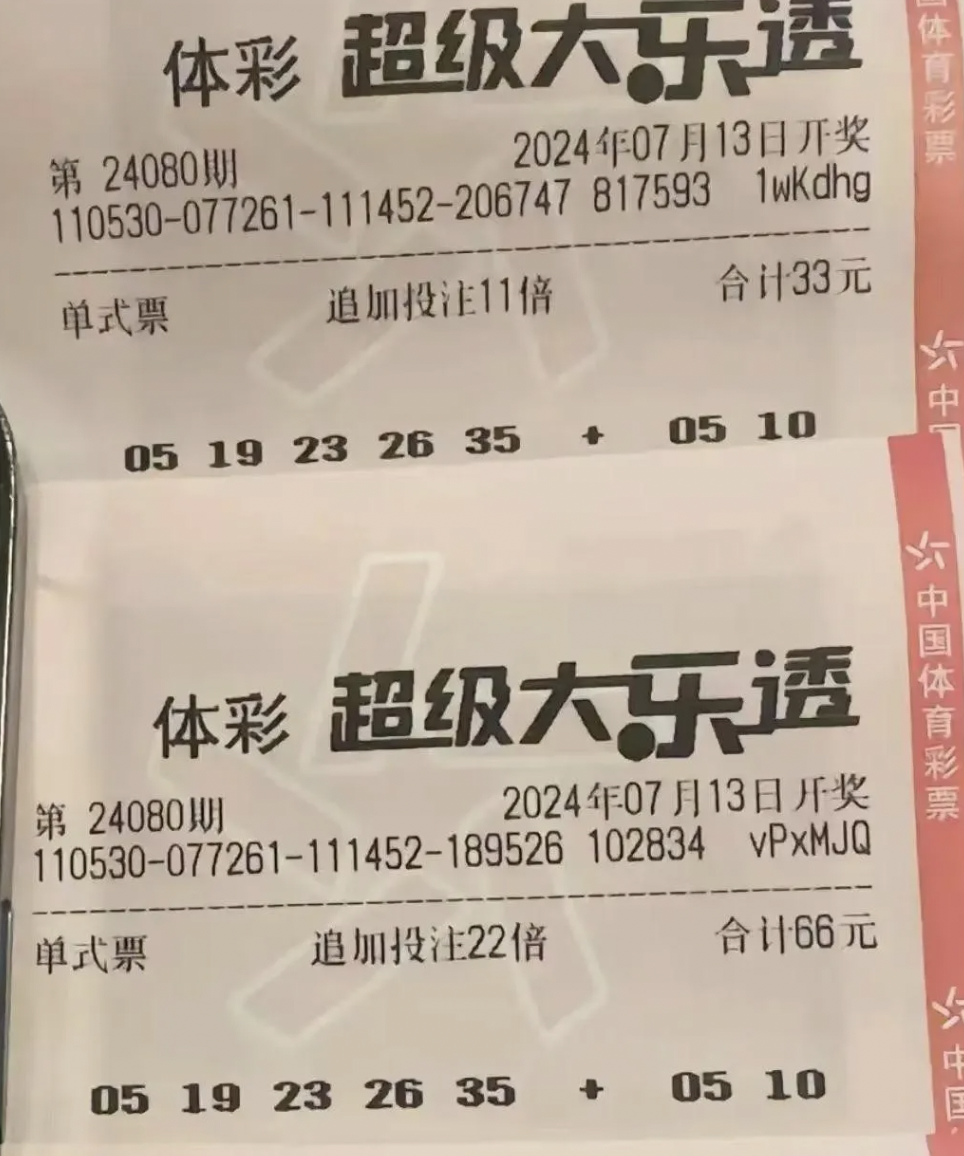 体彩 超级大乐透
第 24080期 2024年07月13日开奖
110530-077261-111452-206747 817593 1wKdhg
单式票 追加投注11倍 合计33元
05 19 23 26 35 + 05 10
体彩 超级大乐透
第 24080期 2024年07月13日开奖
110530-077261-111452-189526 102834 vPxMJQ
单式票 追加投注22倍 合计66元
05 19 23 26 35 + 05 10
国体育彩票
中国
中国体育彩票
中国